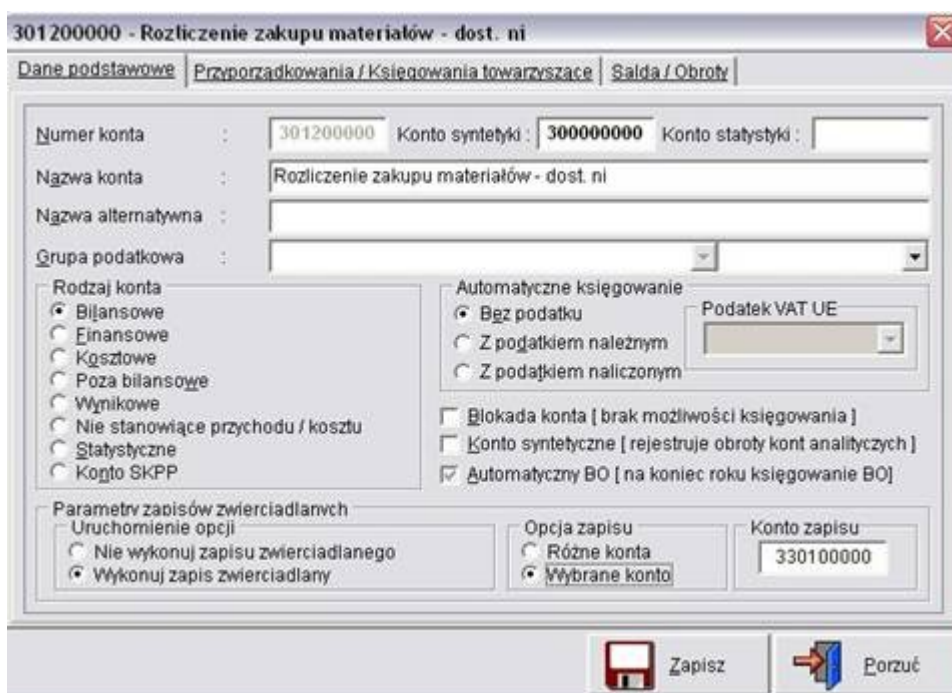 301200000 - Rozliczenie zakupu materiałów - dost. ni
Dane podstawowe Przyporządkowania / Księgowania towarzyszące Salda / Obroty
Numer konta : 301200000 Konto syntetyki : 300000000 Konto statystyki :
Nazwa konta : Rozliczenie zakupu materiałów - dost. ni
Nazwa alternatywna :
Grupa podatkowa :
Rodzaj konta
Bilansowe
Finansowe
Kosztowe
Poza bilansowe
Wynikowe
Nie stanowiące przychodu / kosztu
Statystyczne
Konto SKPP
Automatyczne księgowanie
Bez podatku
Z podatkiem należnym
Z podatkiem naliczonym
Podatek VAT UE
Blokada konta [ brak możliwości księgowania ]
Konto syntetyczne [ rejestruje obroty kont analityczych ]
Automatyczny BO [ na koniec roku księgowanie BO]
Parametry zapisów zwierciadlanych
Uruchomienie opcji
Nie wykonuj zapisu zwierciadlanego
Wykonuj zapis zwierciadlany
Opcja zapisu
Różne konta
Wybrane konto
Konto zapisu
330100000
Zapisz
Porzuć